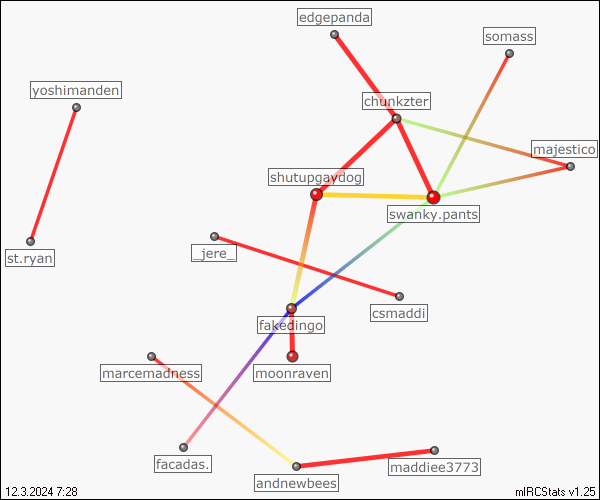 edgepanda
somass
yoshimanden
chunkzter
majestico
shutupgaydog
swanky.pants
_jere_
st.ryan
csmaddi
fakedingo
marcemadness
moonraven
facadas.
maddiee3773
andnewbees
12.3.2024 7:28
mIRCStats v1.25